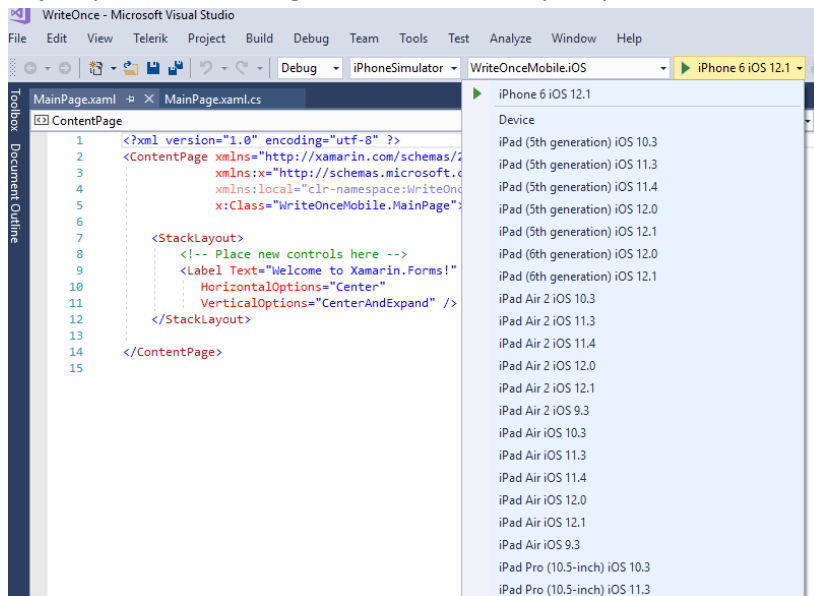 WriteOnce - Microsoft Visual Studio
File Edit View Telerik Project Build Debug Team Tools Test Analyze Window Help
Debug iPhoneSimulator WriteOnceMobile.iOS iPhone 6 iOS 12.1
Toolbox
Document Outline
MainPage.xaml MainPage.xaml.cs
ContentPage
1 <?xml version="1.0" encoding="utf-8" ?>
2 <ContentPage xmlns="http://xamarin.com/schemas/2
3 xmlns:x="http://schemas.microsoft.c
4 xmlns:local="clr-namespace:WriteOnc
5 x:Class="WriteOnceMobile.MainPage">
6
7 <StackLayout>
8 <!-- Place new controls here -->
9 <Label Text="Welcome to Xamarin.Forms!"
10 HorizontalOptions="Center"
11 VerticalOptions="CenterAndExpand" />
12 </StackLayout>
13
14 </ContentPage>
15
iPhone 6 iOS 12.1
Device
iPad (5th generation) iOS 10.3
iPad (5th generation) iOS 11.3
iPad (5th generation) iOS 11.4
iPad (5th generation) iOS 12.0
iPad (5th generation) iOS 12.1
iPad (6th generation) iOS 12.0
iPad (6th generation) iOS 12.1
iPad Air 2 iOS 10.3
iPad Air 2 iOS 11.3
iPad Air 2 iOS 11.4
iPad Air 2 iOS 12.0
iPad Air 2 iOS 12.1
iPad Air 2 iOS 9.3
iPad Air iOS 10.3
iPad Air iOS 11.3
iPad Air iOS 11.4
iPad Air iOS 12.0
iPad Air iOS 12.1
iPad Air iOS 9.3
iPad Pro (10.5-inch) iOS 10.3
iPad Pro (10.5-inch) iOS 11.3